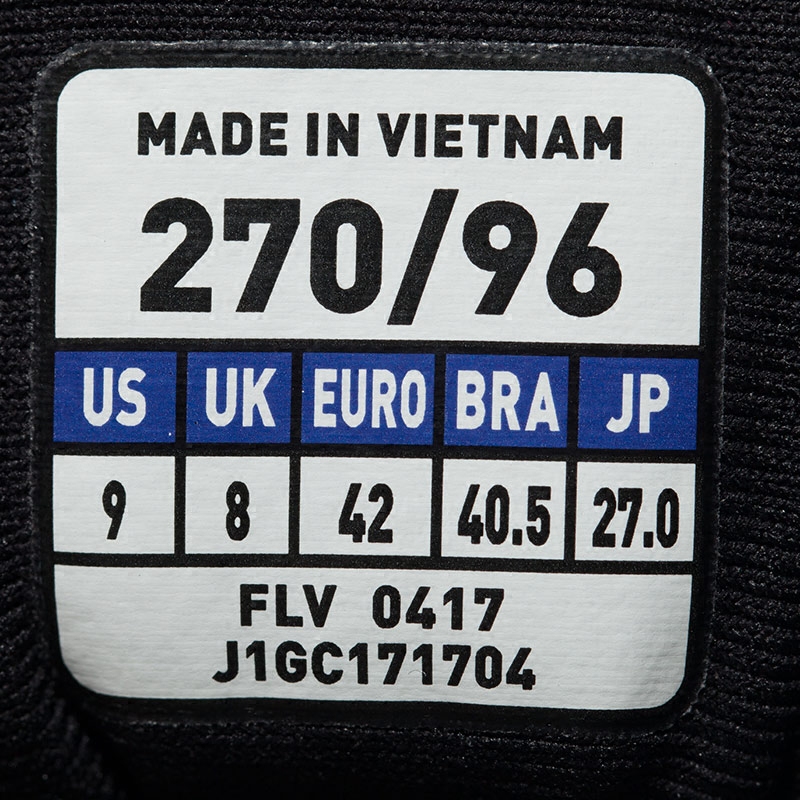 MADE IN VIETNAM
270/96
US UK EURO BRA JP
9 8 42 40.5 27.0
FLV 0417
J1GC171704